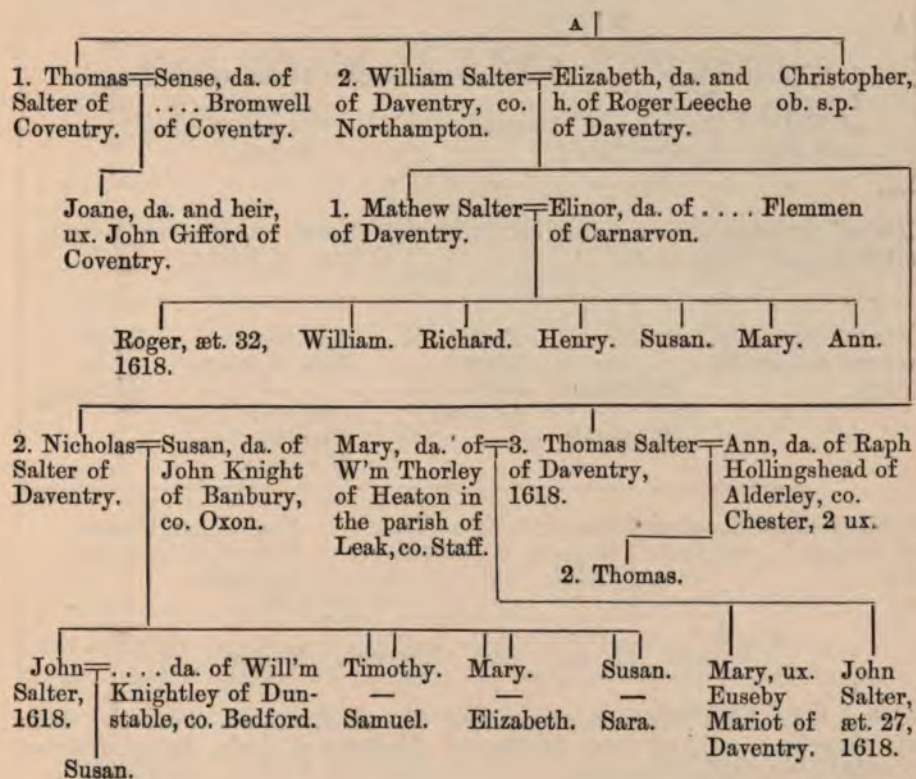 A
1. Thomas
Salter of
Coventry.
Sense, da. of
. . . . Bromwell
of Coventry.
2. William Salter
of Daventry, co.
Northampton.
Elizabeth, da. and
h. of Roger Leeche
of Daventry.
Christopher,
ob. s.p.
Joane, da. and heir,
ux. John Gifford of
Coventry.
1. Mathew Salter
of Daventry.
Elinor, da. of . . . . Flemmen
of Carnarvon.
Roger, æt. 32,
1618.
William.
Richard.
Henry.
Susan.
Mary.
Ann.
2. Nicholas
Salter of
Daventry.
Susan, da. of
John Knight
of Banbury,
co. Oxon.
Mary, da. of
W'm Thorley
of Heaton in
the parish of
Leak, co. Staff.
3. Thomas Salter
of Daventry,
1618.
Ann, da. of Raph
Hollingshead of
Alderley, co.
Chester, 2 ux.
2. Thomas.
John
Salter,
1618.
. . . . da. of Will'm
Knightley of Dun-
stable, co. Bedford.
Timothy.
—
Samuel.
Mary.
—
Elizabeth.
Susan.
—
Sara.
Mary, ux.
Euseby
Mariot of
Daventry.
John
Salter,
æt. 27,
1618.
Susan.